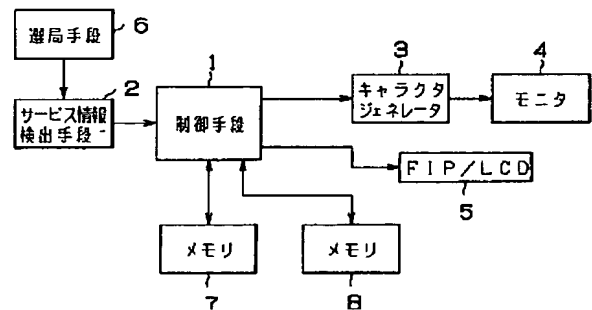 選局手段
6
2
サービス情報
検出手段
1
制御手段
3
キャラクタ
ジェネレータ
4
モニタ
FIP/LCD
5
メモリ
7
メモリ
8